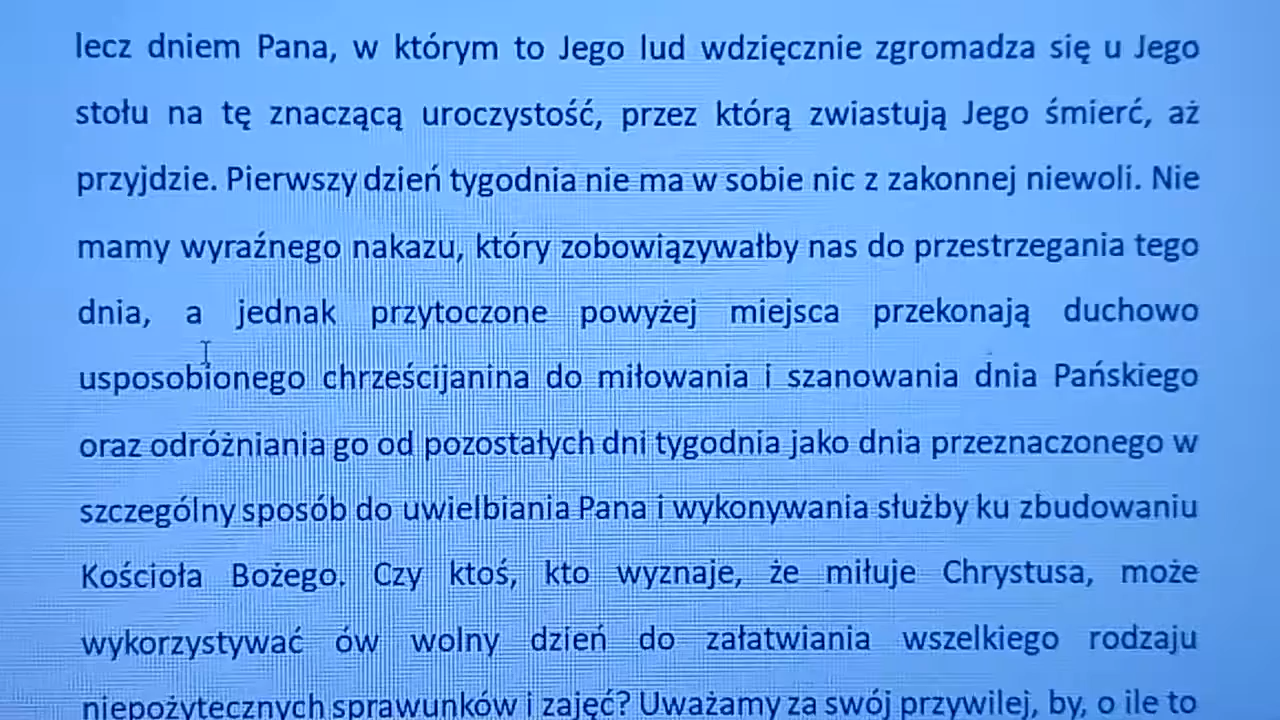 lecz dniem Pana, w którym to Jego lud wdzięcznie zgromadza się u Jego
stołu na tę znaczącą uroczystość, przez którą zwiastują Jego śmierć, aż
przyjdzie. Pierwszy dzień tygodnia nie ma w sobie nic z zakonnej niewoli. Nie
mamy wyraźnego nakazu, który zobowiązywałby nas do przestrzegania tego
dnia, a jednak przytoczone powyżej miejsca przekonają duchowo
usposobionego chrześcijanina do miłowania i szanowania dnia Pańskiego
oraz odróżniania go od pozostałych dni tygodnia jako dnia przeznaczonego w
szczególny sposób do uwielbiania Pana i wykonywania służby ku zbudowaniu
Kościoła Bożego. Czy ktoś, kto wyznaje, że miłuje Chrystusa, może
wykorzystywać ów wolny dzień do załatwiania wszelkiego rodzaju
niepożytecznych sprawunków i zajęć? Uważamy za swój przywilej, by, o ile to